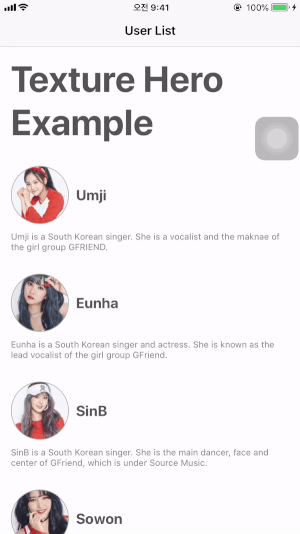 오전 9:41
100%
User List
Texture Hero
Example
Umji
Umji is a South Korean singer. She is a vocalist and the maknae of
the girl group GFRIEND.
Eunha
Eunha is a South Korean singer and actress. She is known as the
lead vocalist of the girl group GFriend.
SinB
SinB is a South Korean singer. She is the main dancer, face and
center of GFriend, which is under Source Music.
Sowon